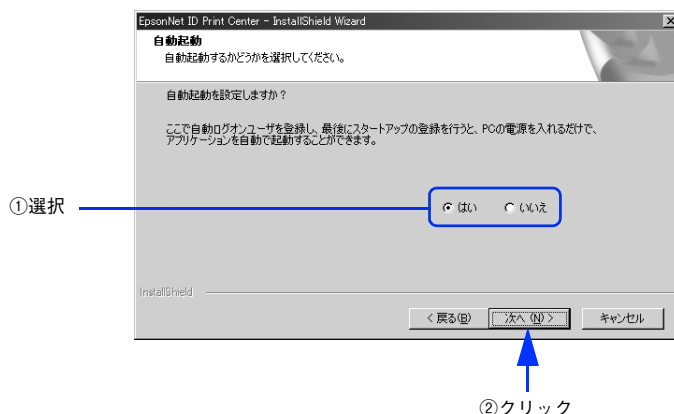 EpsonNet ID Print Center - InstallShield Wizard
自動起動
自動起動するかどうかを選択してください。
自動起動を設定しますか？
ここで自動ログオンユーザを登録し、最後にスタートアップの登録を行うと、PCの電源を入れるだけで、
アプリケーションを自動で起動することができます。
①選択
はい いいえ
InstallShield
< 戻る(B) 次へ (N) > キャンセル
②クリック